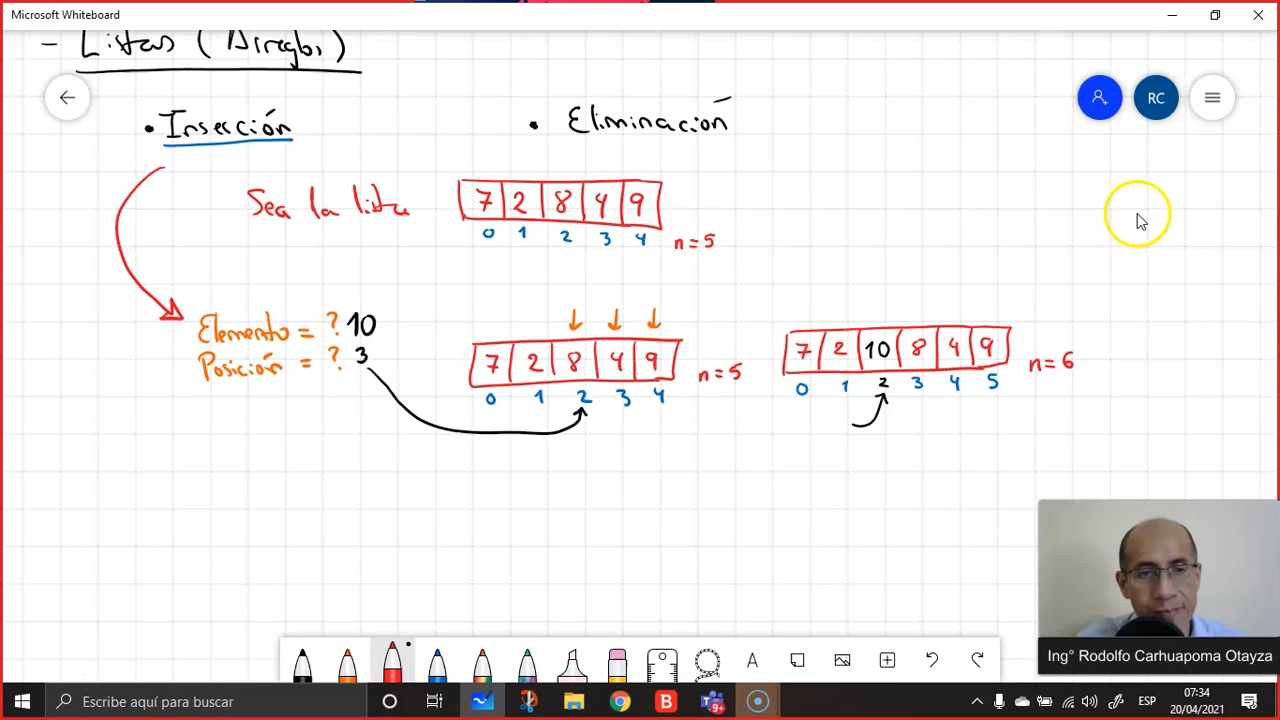 Microsoft Whiteboard
- Listas (Arreglos)
• Inserción
• Eliminación
RC
Sea la lista
7 2 8 4 9
0 1 2 3 4
n = 5
Elemento = ? 10
Posición = ? 3
↓ ↓ ↓
7 2 8 4 9
0 1 2 3 4
n = 5
7 2 10 8 4 9
0 1 2 3 4 5
n = 6
Ing° Rodolfo Carhuapoma Otayza
A
Escribe aquí para buscar
B
9+
ESP
07:34
20/04/2021